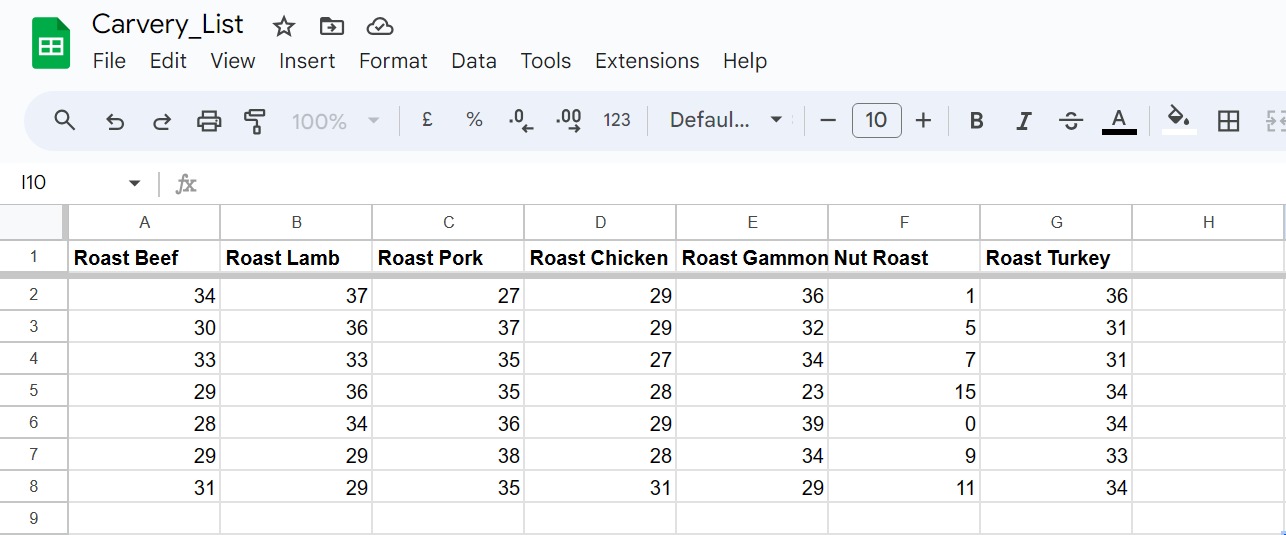 Carvery_List
File Edit View Insert Format Data Tools Extensions Help
100% £ % .0 .00 123 Defaul... − 10 + B I S A
I10 fx
A B C D E F G H
1 Roast Beef Roast Lamb Roast Pork Roast Chicken Roast Gammon Nut Roast Roast Turkey
2 34 37 27 29 36 1 36
3 30 36 37 29 32 5 31
4 33 33 35 27 34 7 31
5 29 36 35 28 23 15 34
6 28 34 36 29 39 0 34
7 29 29 38 28 34 9 33
8 31 29 35 31 29 11 34
9